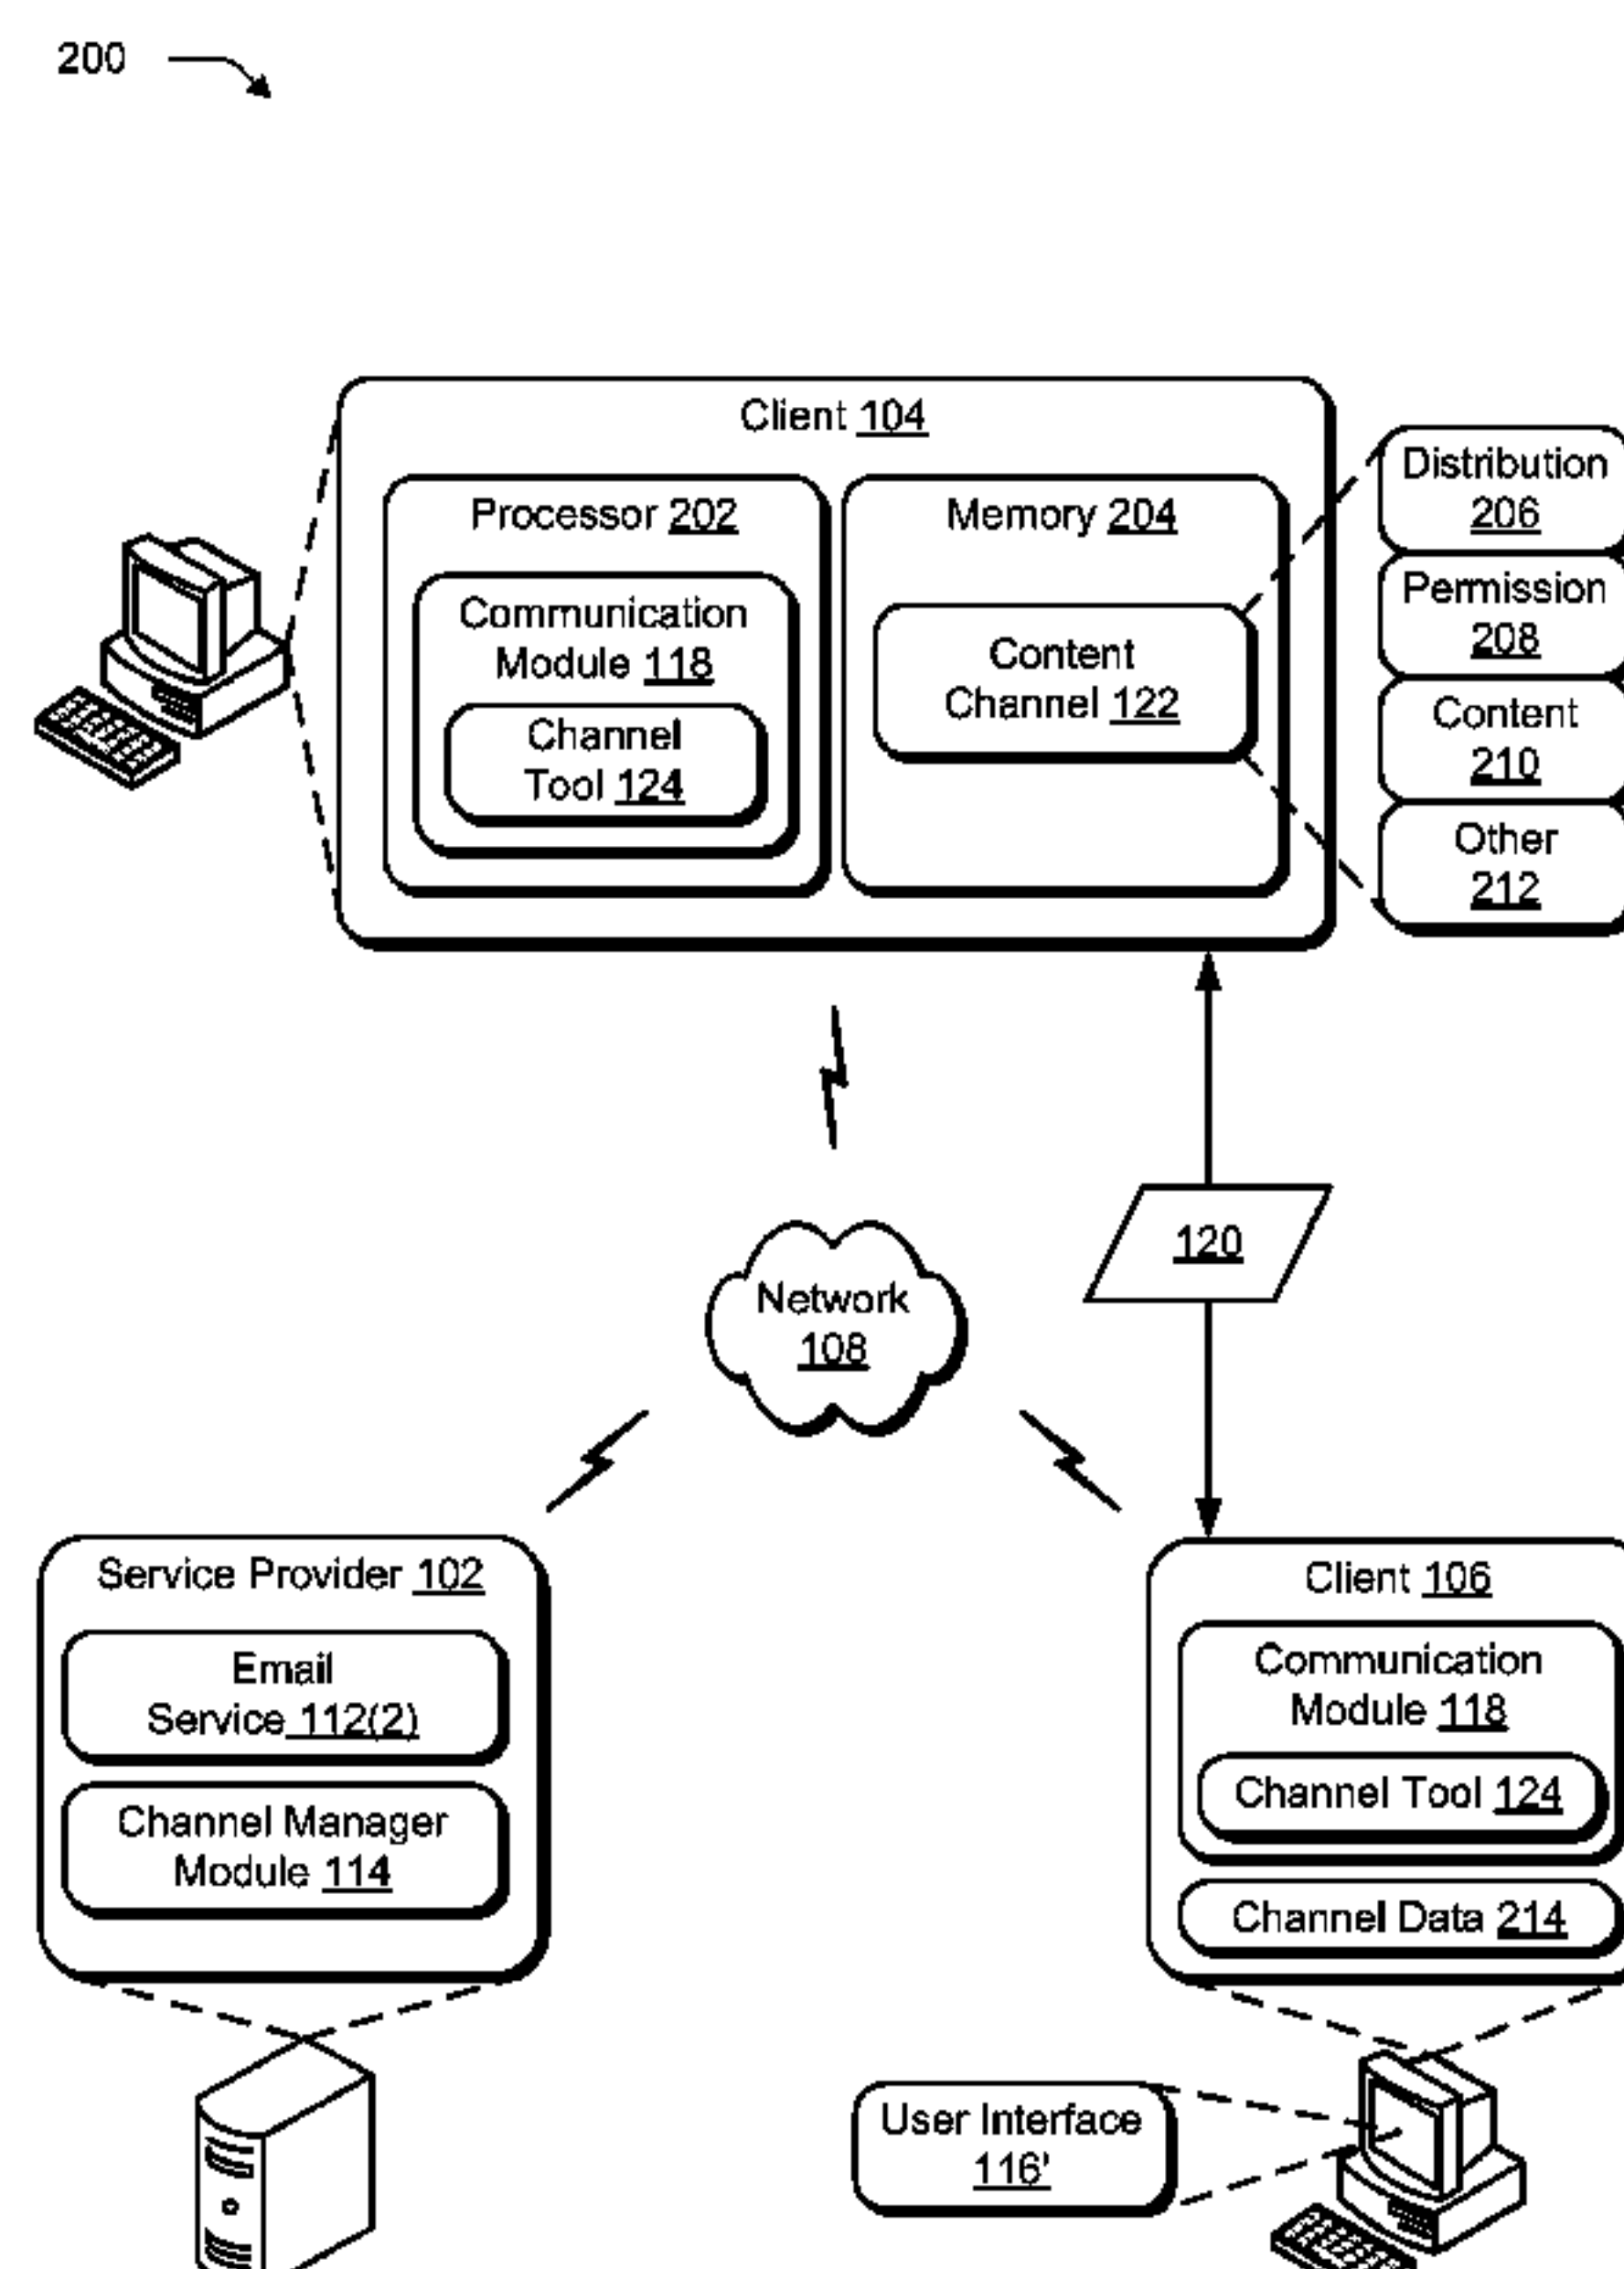 200
Client 104
Processor 202
Communication
Module 118
Channel
Tool 124
Memory 204
Content
Channel 122
Distribution
206
Permission
208
Content
210
Other
212
120
Network
108
Service Provider 102
Email
Service 112(2)
Channel Manager
Module 114
Client 106
Communication
Module 118
Channel Tool 124
Channel Data 214
User Interface
116'